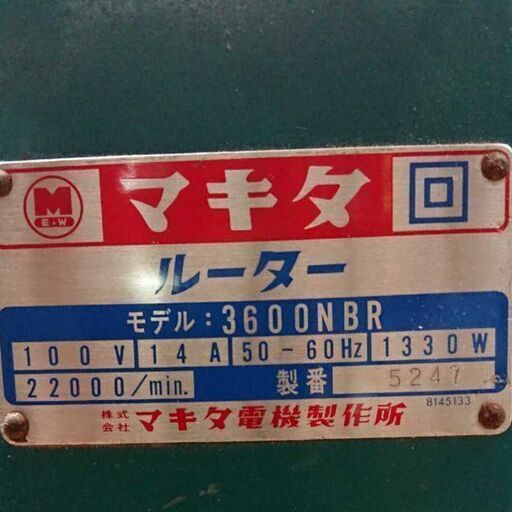 M
E・W
マキタ
ルーター
モデル:3600NBR
100V 14A 50-60Hz 1330W
22000/min. 製番 5247
株式会社 マキタ電機製作所
8145133